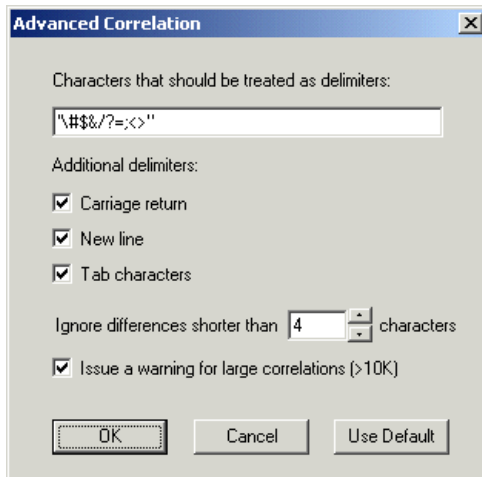 Advanced Correlation
Characters that should be treated as delimiters:
"\#$&/?=;<>"
Additional delimiters:
Carriage return
New line
Tab characters
Ignore differences shorter than 4 characters
Issue a warning for large correlations (>10K)
OK Cancel Use Default